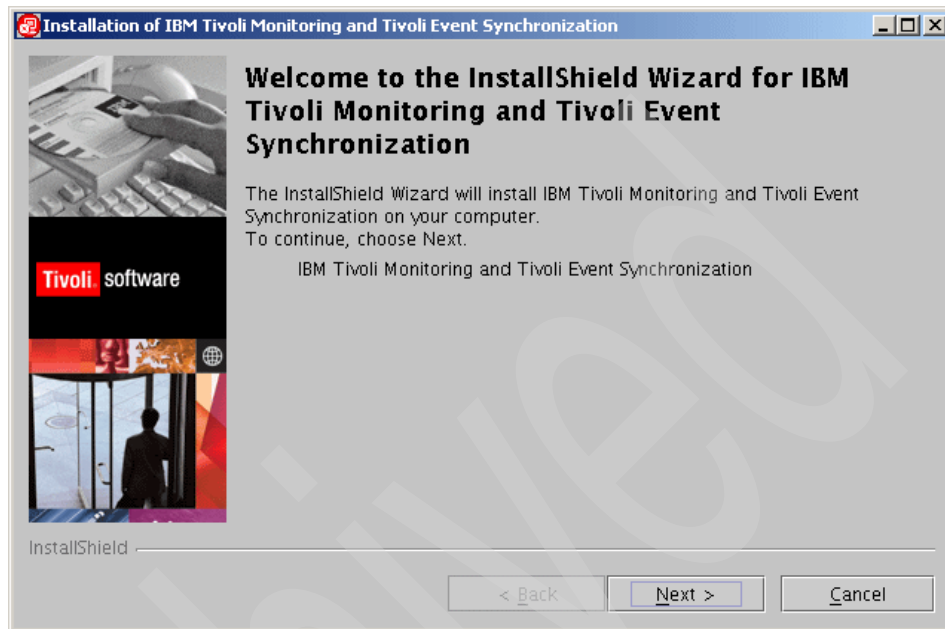 Installation of IBM Tivoli Monitoring and Tivoli Event Synchronization
Welcome to the InstallShield Wizard for IBM
Tivoli Monitoring and Tivoli Event
Synchronization
The InstallShield Wizard will install IBM Tivoli Monitoring and Tivoli Event
Synchronization on your computer.
To continue, choose Next.
IBM Tivoli Monitoring and Tivoli Event Synchronization
Tivoli. software
InstallShield
< Back
Next >
Cancel